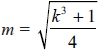 m = √((k³ + 1)/4)